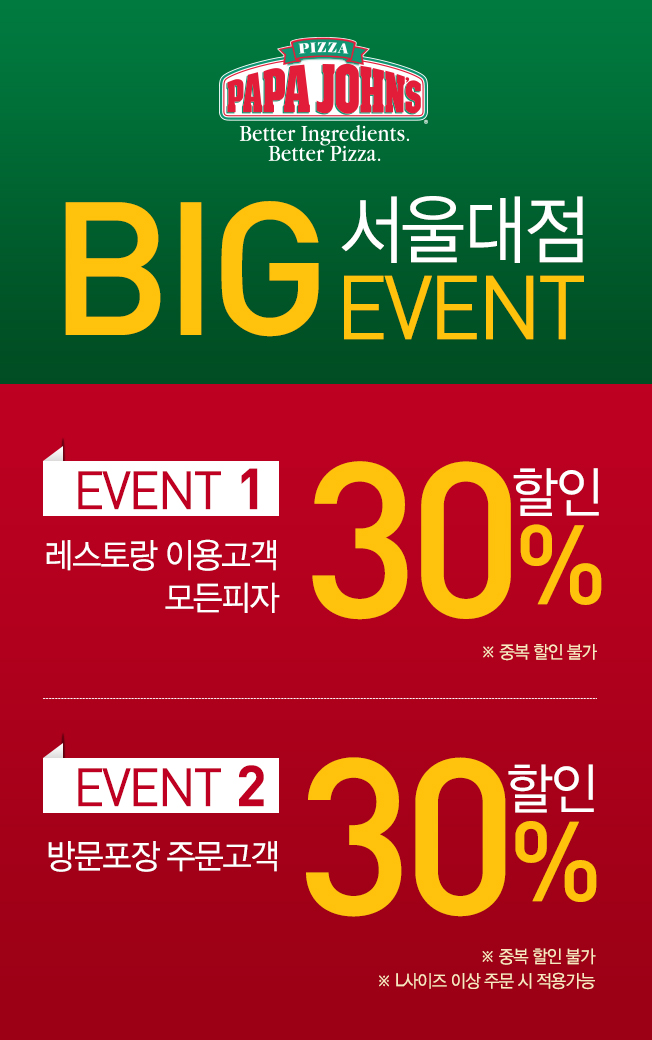 PIZZA
PAPA JOHN'S
Better Ingredients.
Better Pizza.
BIG 서울대점
EVENT
EVENT 1
레스토랑 이용고객
모든피자
30% 할인
※ 중복 할인 불가
EVENT 2
방문포장 주문고객
30% 할인
※ 중복 할인 불가
※ L사이즈 이상 주문 시 적용가능